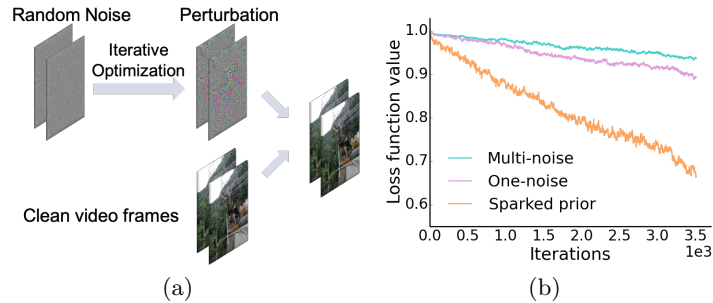 Random Noise
Perturbation
Iterative
Optimization
Clean video frames
(a)
Loss function value
1.0
0.9
0.8
0.7
0.6
Multi-noise
One-noise
Sparked prior
0.0 0.5 1.0 1.5 2.0 2.5 3.0 3.5
1e3
Iterations
(b)